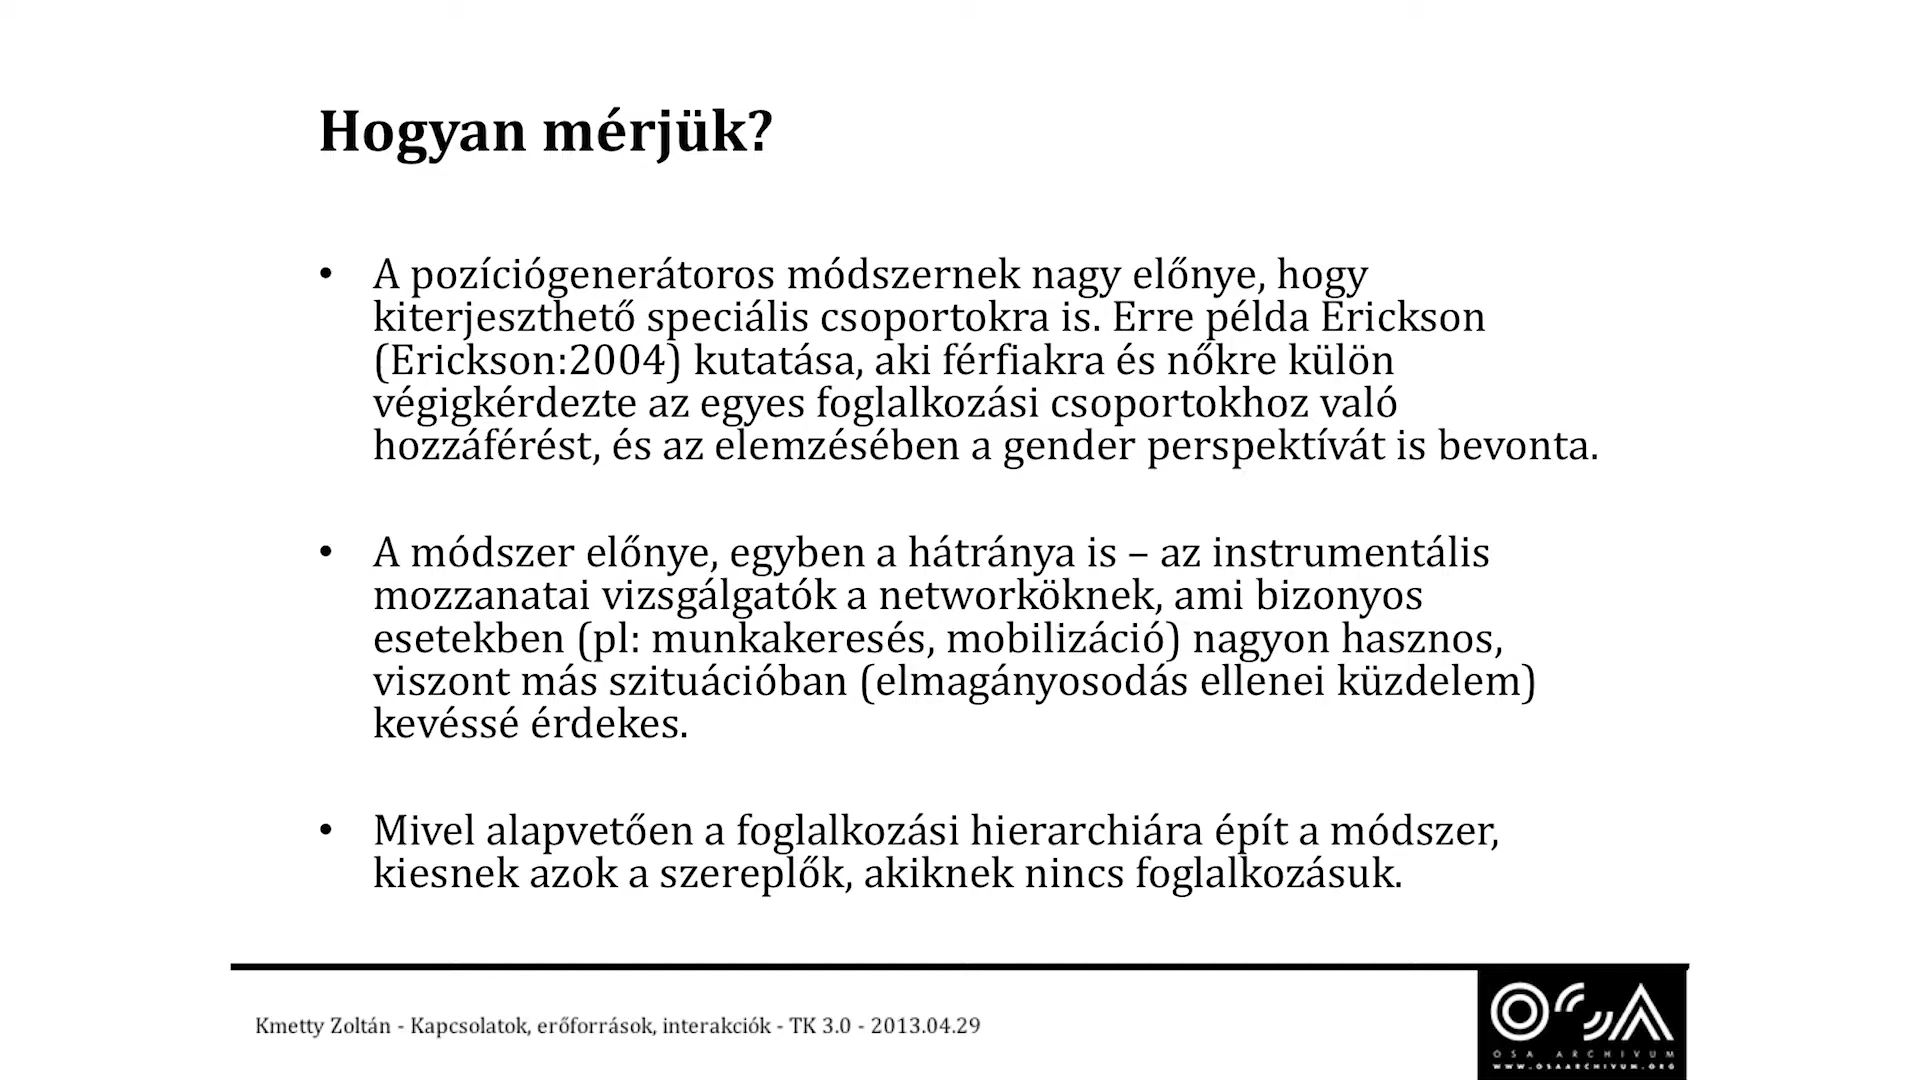 Hogyan mérjük?
• A pozíciógenerátoros módszernek nagy előnye, hogy
kiterjeszthető speciális csoportokra is. Erre példa Erickson
(Erickson:2004) kutatása, aki férfiakra és nőkre külön
végigkérdezte az egyes foglalkozási csoportokhoz való
hozzáférést, és az elemzésében a gender perspektívát is bevonta.
• A módszer előnye, egyben a hátránya is – az instrumentális
mozzanatai vizsgálgatók a networköknek, ami bizonyos
esetekben (pl: munkakeresés, mobilizáció) nagyon hasznos,
viszont más szituációban (elmagányosodás ellenei küzdelem)
kevéssé érdekes.
• Mivel alapvetően a foglalkozási hierarchiára épít a módszer,
kiesnek azok a szereplők, akiknek nincs foglalkozásuk.
Kmetty Zoltán - Kapcsolatok, erőforrások, interakciók - TK 3.0 - 2013.04.29
OSA
OSA ARCHIVUM
WWW.OSAARCHIVUM.ORG